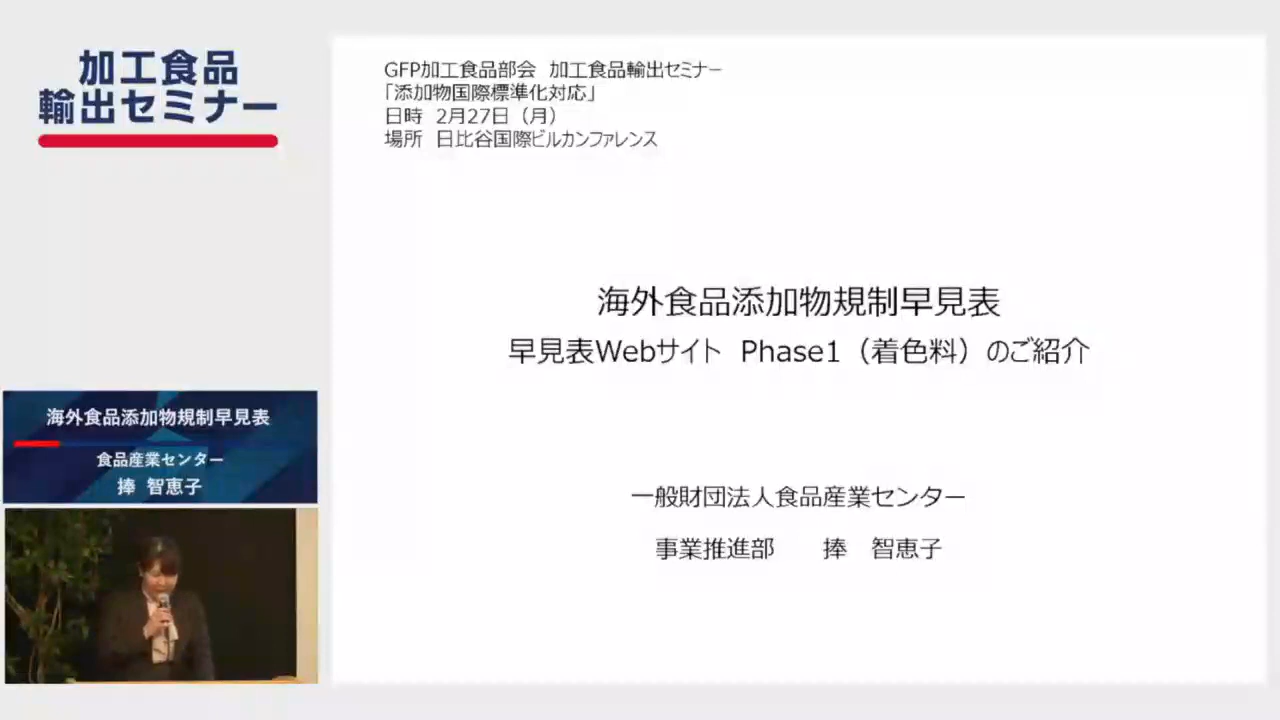 加工食品
輸出セミナー
GFP加工食品部会 加工食品輸出セミナー
「添加物国際標準化対応」
日時 2月27日（月）
場所 日比谷国際ビルカンファレンス
海外食品添加物規制早見表
早見表Webサイト Phase1（着色料）のご紹介
一般財団法人食品産業センター
事業推進部 捧 智恵子
海外食品添加物規制早見表
食品産業センター
捧 智恵子